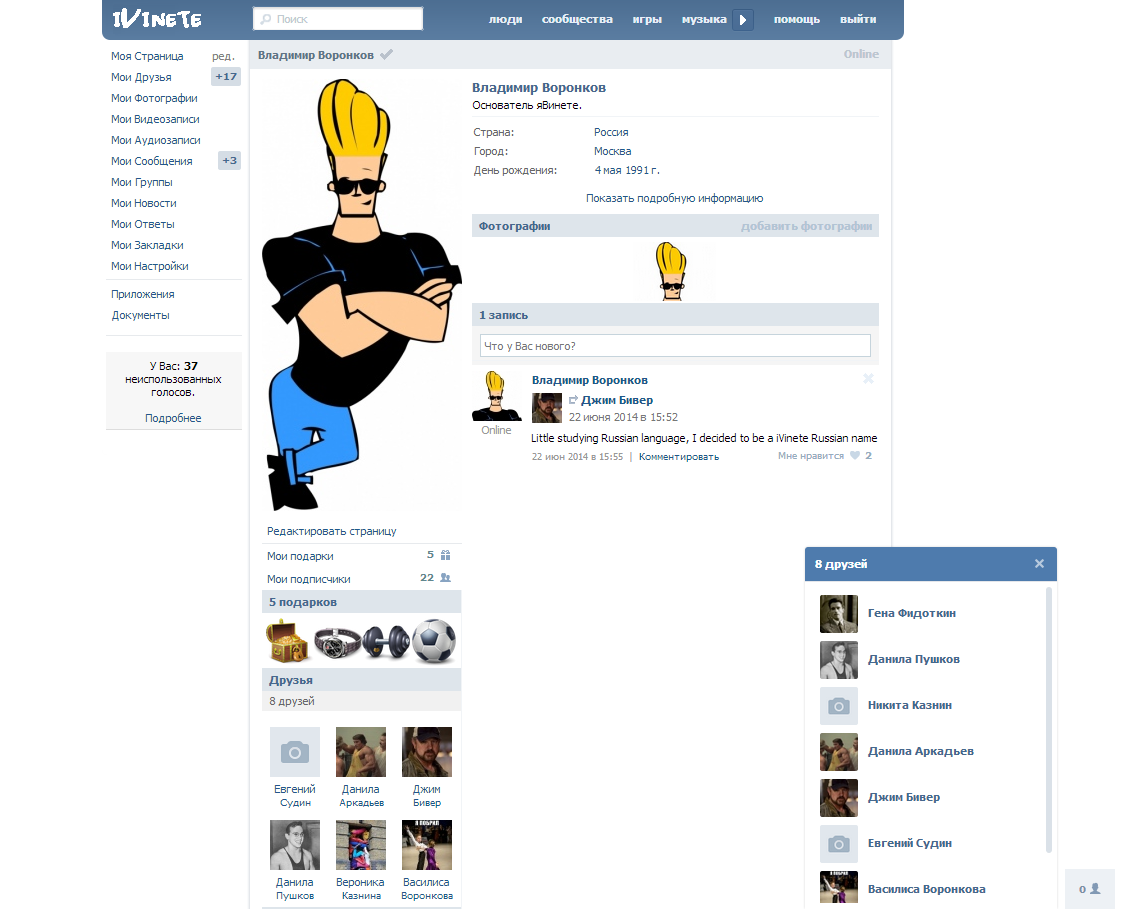 iVinete
Поиск
люди сообщества игры музыка помощь выйти
Моя Страница ред.
Мои Друзья +17
Мои Фотографии
Мои Видеозаписи
Мои Аудиозаписи
Мои Сообщения +3
Мои Группы
Мои Новости
Мои Ответы
Мои Закладки
Мои Настройки
Приложения
Документы
У Вас: 37
неиспользованных
голосов.
Подробнее
Владимир Воронков Online
Редактировать страницу
Мои подарки 5
Мои подписчики 22
5 подарков
Друзья
8 друзей
Евгений
Судин
Данила
Аркадьев
Джим
Бивер
Данила
Пушков
Вероника
Казнина
Я ПОБРИЛ
Василиса
Воронкова
Владимир Воронков
Основатель яВинете.
Страна: Россия
Город: Москва
День рождения: 4 мая 1991 г.
Показать подробную информацию
Фотографии добавить фотографии
1 запись
Что у Вас нового?
Владимир Воронков
Джим Бивер
22 июня 2014 в 15:52
Online
Little studying Russian language, I decided to be a iVinete Russian name
22 июн 2014 в 15:55 | Комментировать Мне нравится 2
8 друзей
Гена Фидоткин
Данила Пушков
Никита Казнин
Данила Аркадьев
Джим Бивер
Евгений Судин
Я ПОБРИЛ
Василиса Воронкова
0